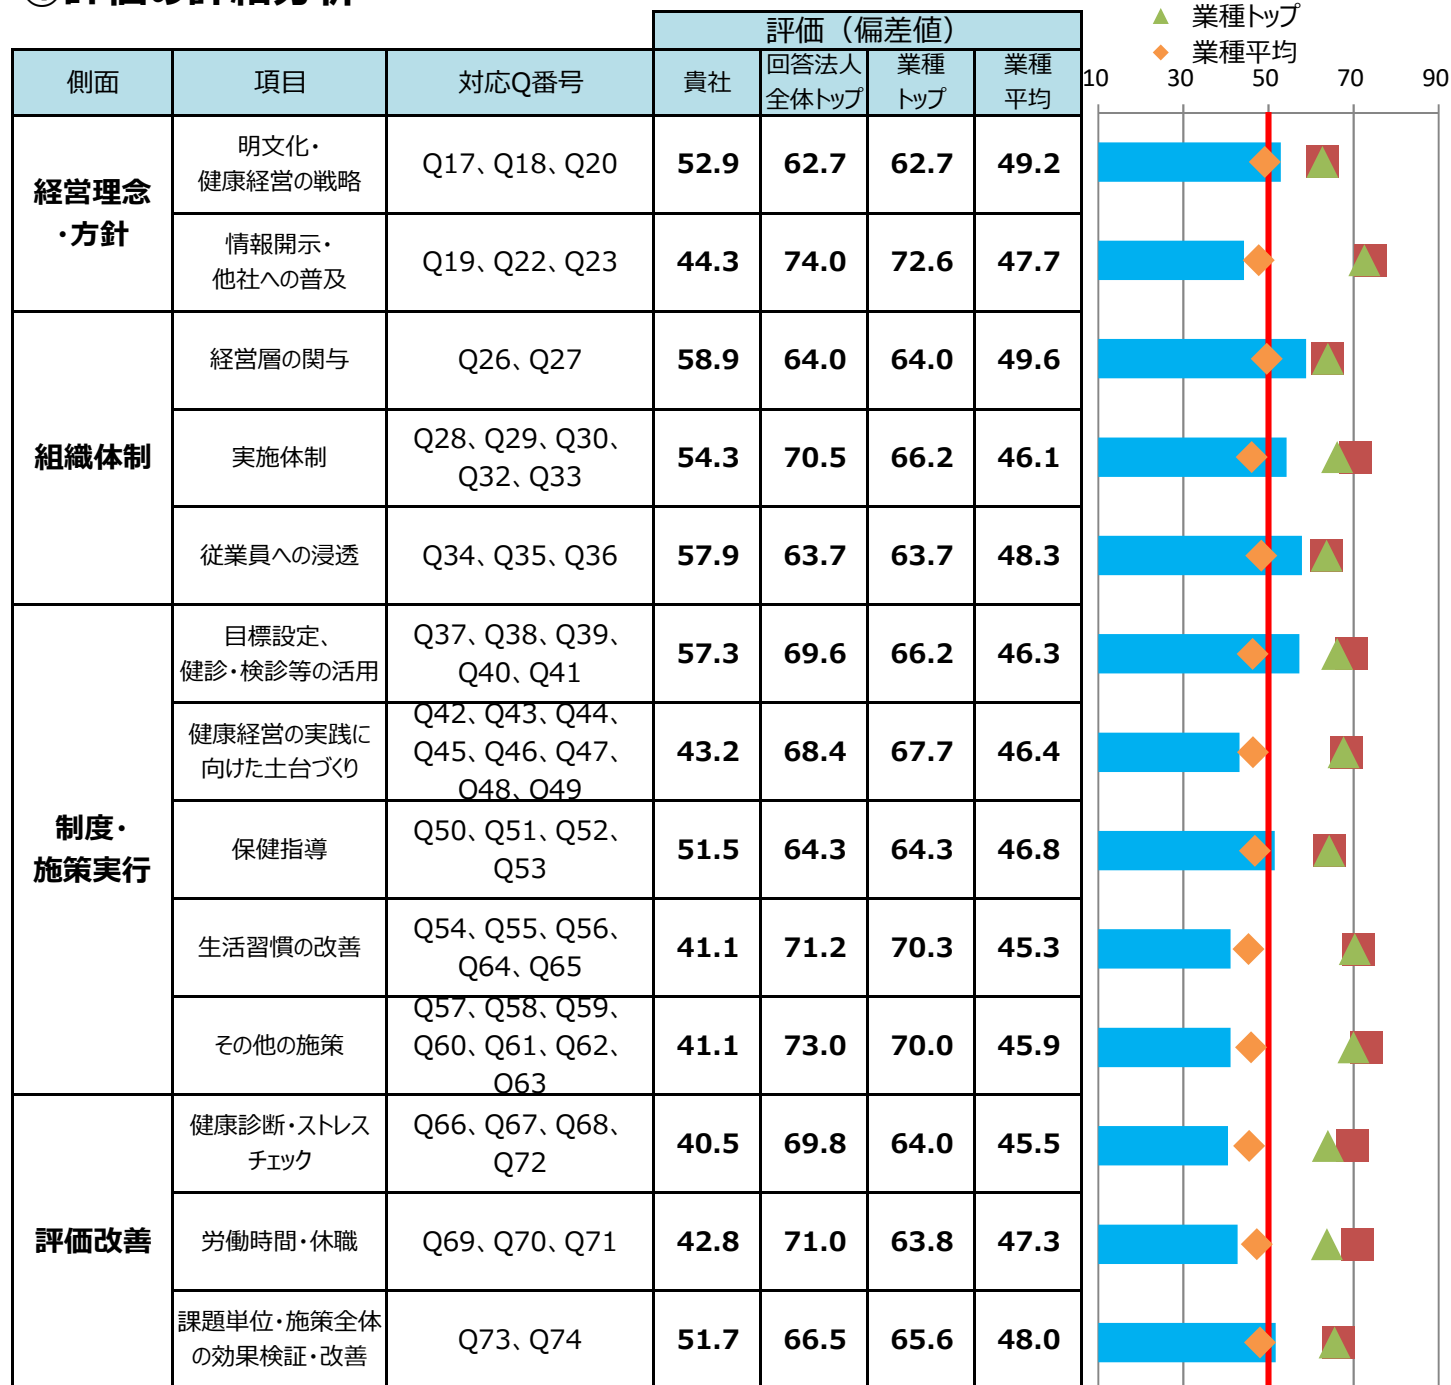 評価（偏差値）
▲ 業種トップ
◆ 業種平均
側面 項目 対応Q番号 貴社 回答法人 業種 業種
全体トップ トップ 平均
10 30 50 70 90
経営理念
・方針
明文化・
健康経営の戦略
Q17、Q18、Q20 52.9 62.7 62.7 49.2
情報開示・
他社への普及
Q19、Q22、Q23 44.3 74.0 72.6 47.7
組織体制
経営層の関与 Q26、Q27 58.9 64.0 64.0 49.6
実施体制
Q28、Q29、Q30、
Q32、Q33
54.3 70.5 66.2 46.1
従業員への浸透 Q34、Q35、Q36 57.9 63.7 63.7 48.3
制度・
施策実行
目標設定、
健診・検診等の活用
Q37、Q38、Q39、
Q40、Q41
57.3 69.6 66.2 46.3
健康経営の実践に
向けた土台づくり
Q42、Q43、Q44、
Q45、Q46、Q47、
Q48、Q49
43.2 68.4 67.7 46.4
保健指導
Q50、Q51、Q52、
Q53
51.5 64.3 64.3 46.8
生活習慣の改善
Q54、Q55、Q56、
Q64、Q65
41.1 71.2 70.3 45.3
その他の施策
Q57、Q58、Q59、
Q60、Q61、Q62、
Q63
41.1 73.0 70.0 45.9
評価改善
健康診断・ストレス
チェック
Q66、Q67、Q68、
Q72
40.5 69.8 64.0 45.5
労働時間・休職 Q69、Q70、Q71 42.8 71.0 63.8 47.3
課題単位・施策全体
の効果検証・改善
Q73、Q74 51.7 66.5 65.6 48.0